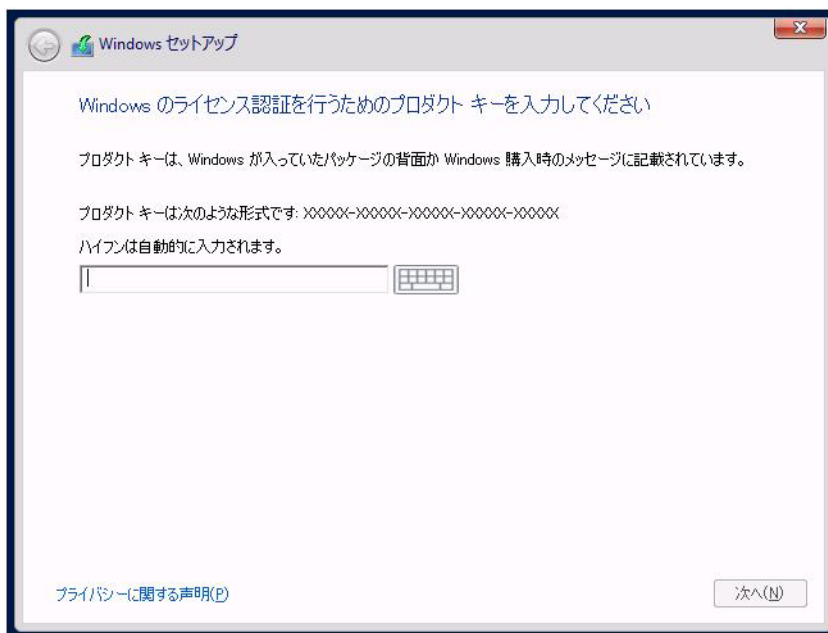 Windows セットアップ
Windows のライセンス認証を行うためのプロダクト キーを入力してください
プロダクト キーは、Windows が入っていたパッケージの背面か Windows 購入時のメッセージに記載されています。
プロダクト キーは次のような形式です: XXXXX-XXXXX-XXXXX-XXXXX-XXXXX
ハイフンは自動的に入力されます。
プライバシーに関する声明(P)
次へ(N)